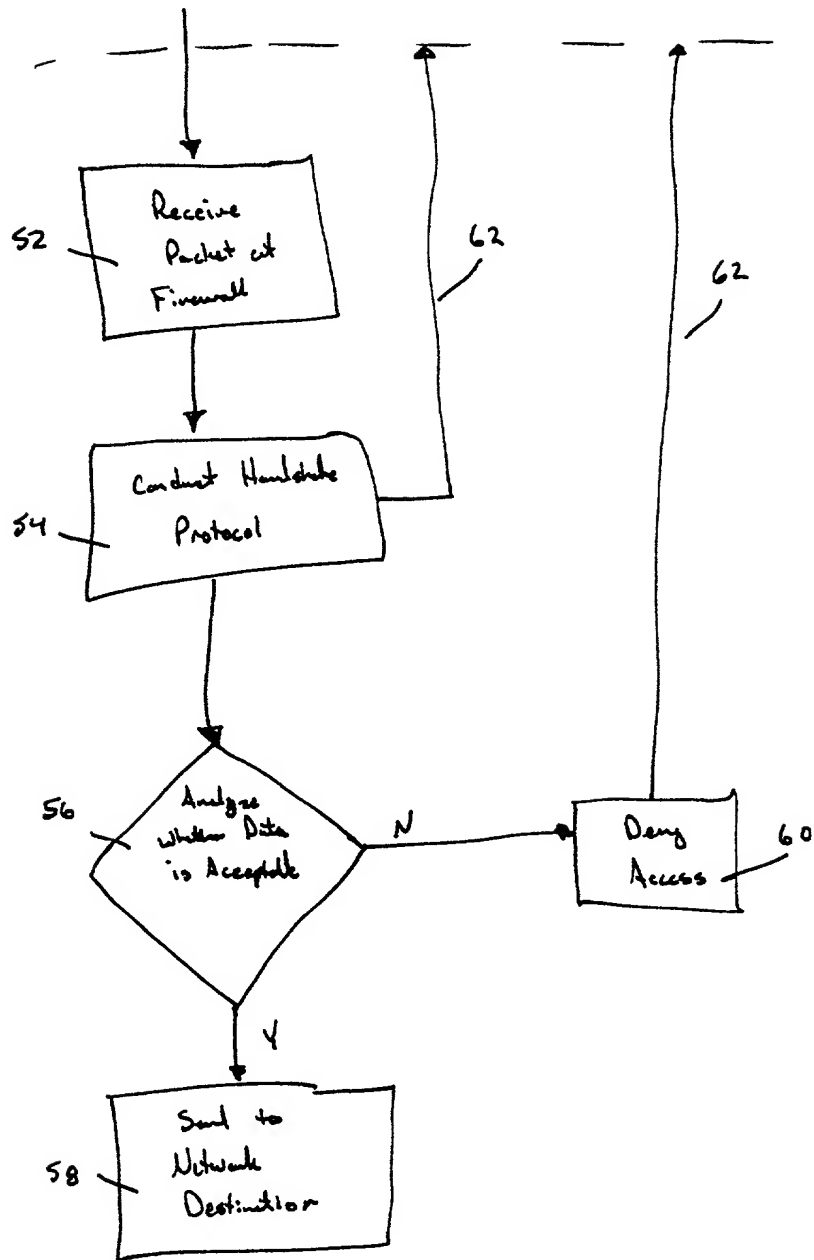 Receive
Packet at
Firewall
52
62
62
Conduct Handshake
Protocol
54
Analyze
whether Data
is Acceptable
56
N
Deny
Access
60
Y
Send to
Network
Destination
58